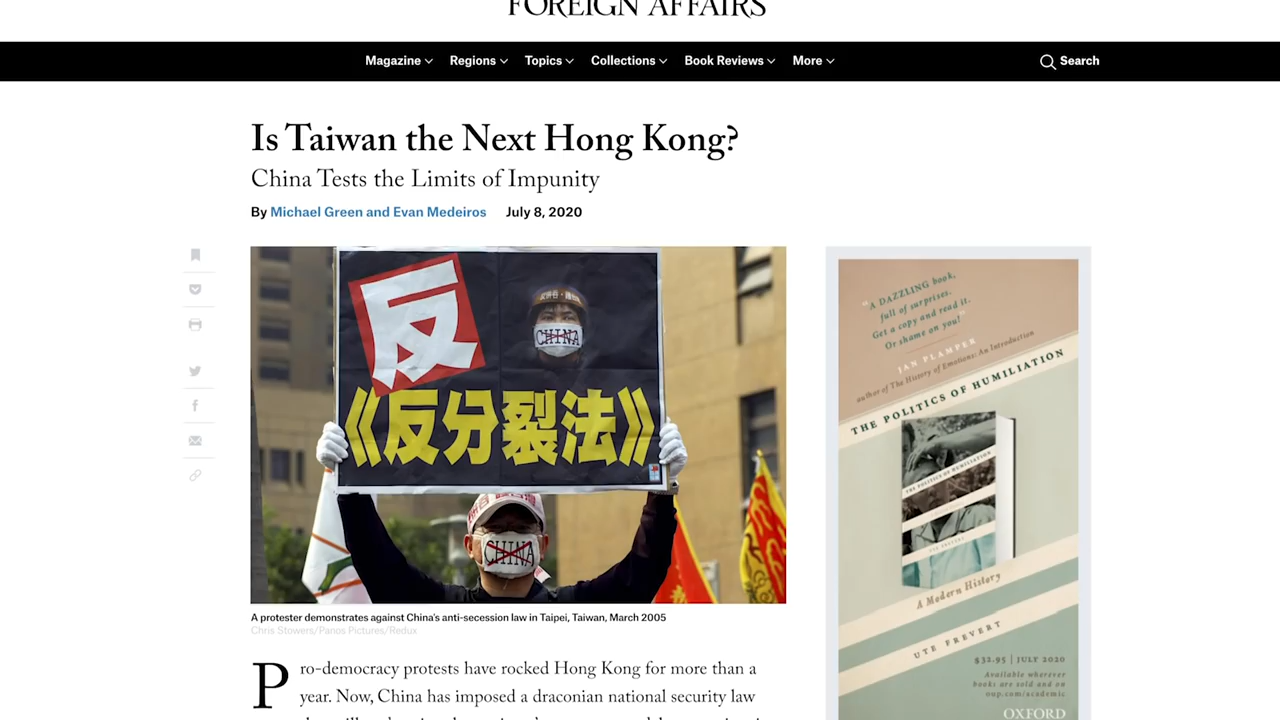 FOREIGN AFFAIRS
Magazine Regions Topics Collections Book Reviews More Search
Is Taiwan the Next Hong Kong?
China Tests the Limits of Impunity
By Michael Green and Evan Medeiros July 8, 2020
反
CHINA
《反分裂法》
CHINA
A protester demonstrates against China's anti-secession law in Taipei, Taiwan, March 2005
Chris Stowers/Panos Pictures/Redux
Pro-democracy protests have rocked Hong Kong for more than a
year. Now, China has imposed a draconian national security law
"A DAZZLING book,
full of surprises.
Get a copy and read it.
Or shame on you!"
JAN PLAMPER
author of The History of Emotions: An Introduction
THE POLITICS OF HUMILIATION
THE POLITICS OF HUMILIATION
UTE FREVERT
A Modern History
UTE FREVERT
$32.95 | JULY 2020
Available wherever
books are sold and on
oup.com/academic
OXFORD